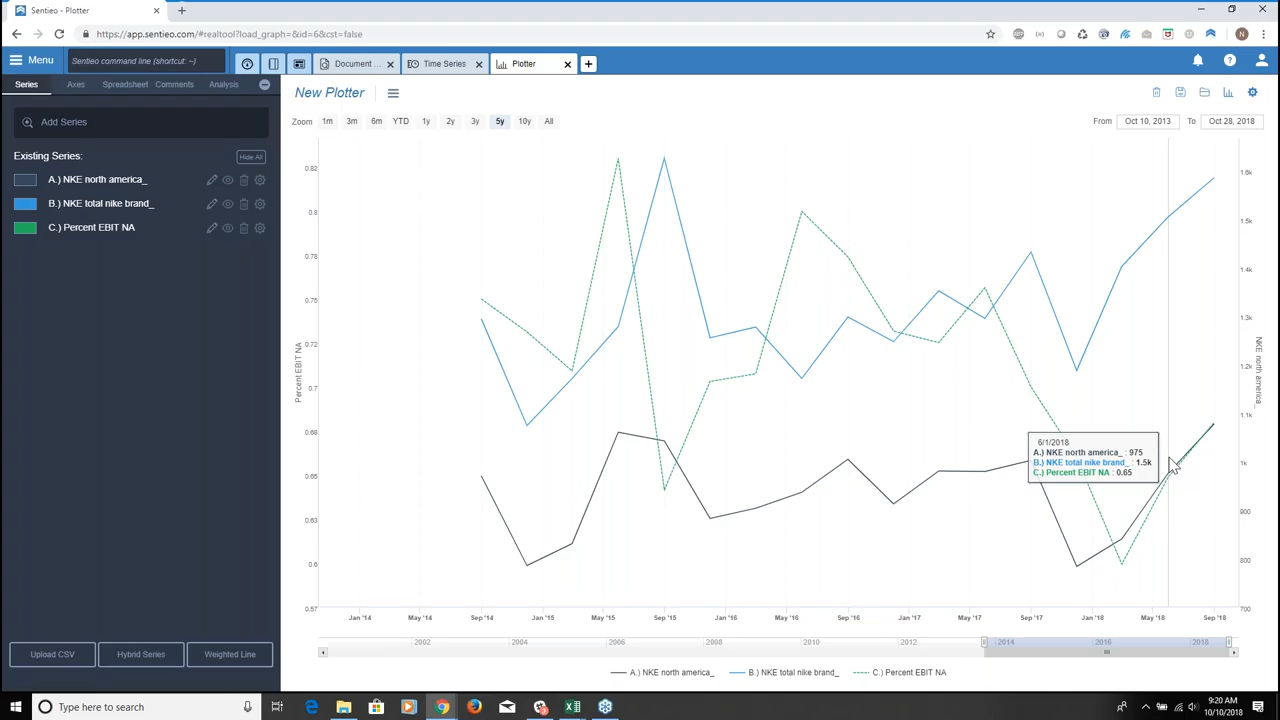 Sentieo - Plotter
https://app.sentieo.com/#realtool?load_graph=&id=6&cst=false
Menu
Sentieo command line (shortcut: ~)
Document ...
Time Series
Plotter
Series
Axes
Spreadsheet
Comments
Analysis
Add Series
Existing Series:
Hide All
A.) NKE north america_
B.) NKE total nike brand_
C.) Percent EBIT NA
Upload CSV
Hybrid Series
Weighted Line
New Plotter
Zoom 1m 3m 6m YTD 1y 2y 3y 5y 10y All
From Oct 10, 2013 To Oct 28, 2018
0.82
0.8
0.78
0.75
0.72
0.7
0.68
0.65
0.63
0.6
0.57
Percent EBIT NA
1.6k
1.5k
1.4k
1.3k
1.2k
1.1k
1k
900
800
700
NKE north america_
6/1/2018
A.) NKE north america_ : 975
B.) NKE total nike brand_ : 1.5k
C.) Percent EBIT NA : 0.65
Jan '14 May '14 Sep '14 Jan '15 May '15 Sep '15 Jan '16 May '16 Sep '16 Jan '17 May '17 Sep '17 Jan '18 May '18 Sep '18
2002 2004 2006 2008 2010 2012 2014 2016 2018
A.) NKE north america_ B.) NKE total nike brand_ C.) Percent EBIT NA
Type here to search
9:20 AM
10/10/2018